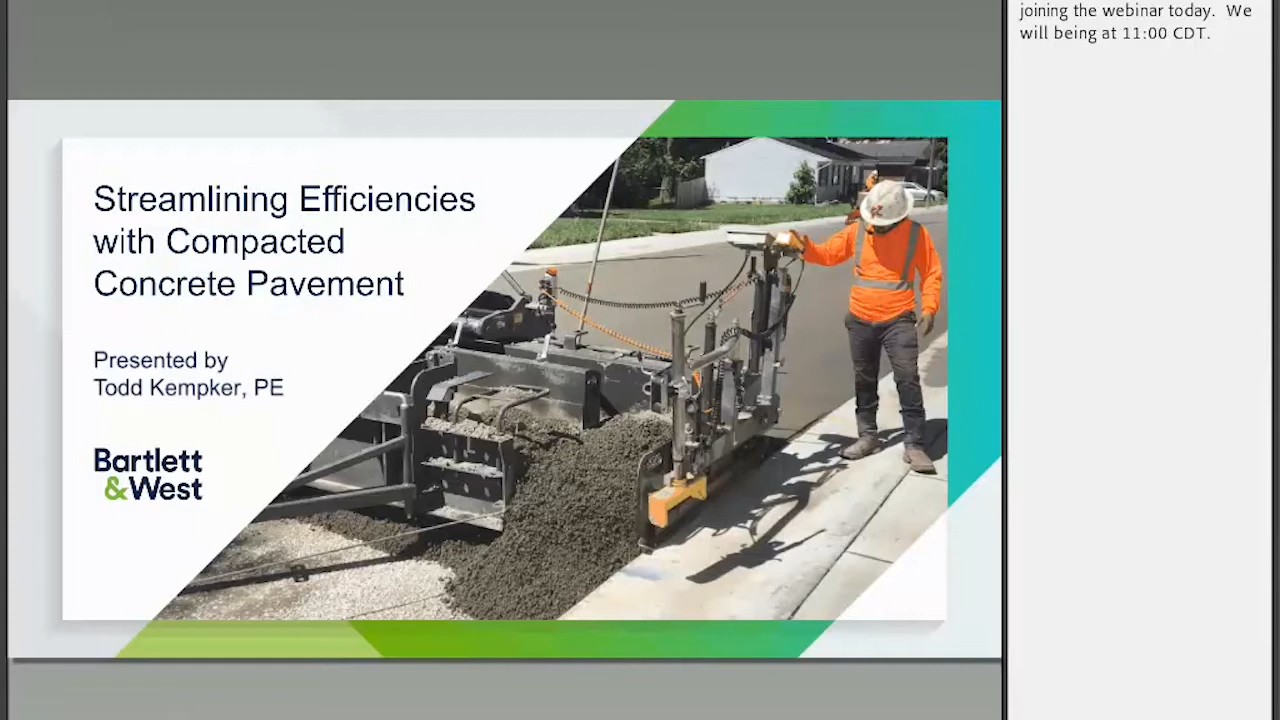 Streamlining Efficiencies
with Compacted
Concrete Pavement
Presented by
Todd Kempker, PE
Bartlett
&West
joining the webinar today. We
will being at 11:00 CDT.